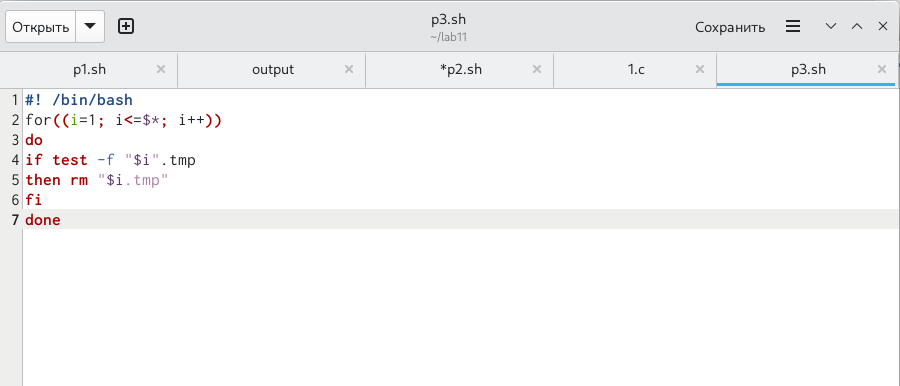 Открыть
p3.sh
~/lab11
Сохранить
p1.sh
output
*p2.sh
1.c
p3.sh
1 #! /bin/bash
2 for((i=1; i<=$*; i++))
3 do
4 if test -f "$i".tmp
5 then rm "$i.tmp"
6 fi
7 done